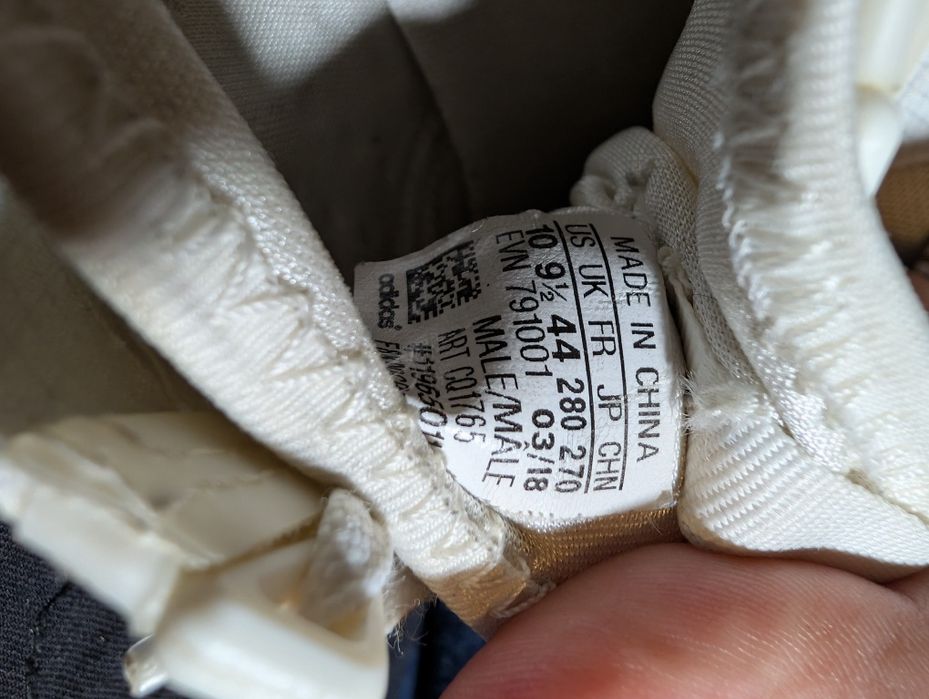 MADE IN CHINA
US UK FR JP CHN
10 9½ 44 280 270
EVN 791001 03/18
MALE/MÂLE
ART CQ1765
adidas